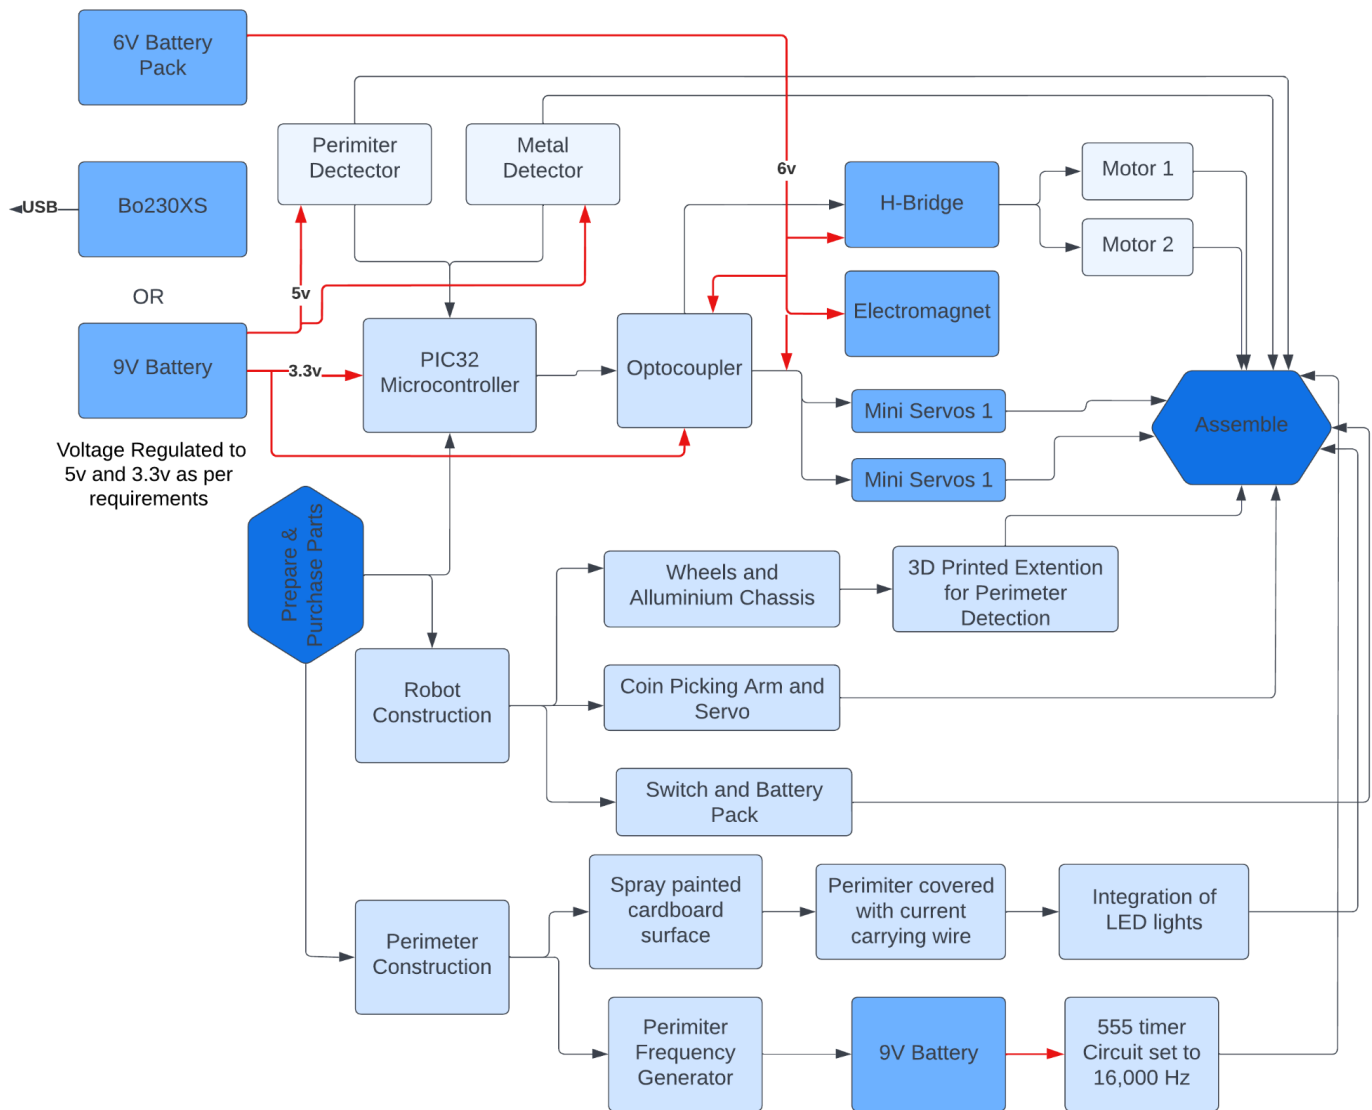 6V Battery
Pack
Perimiter
Dectector
Metal
Detector
6v
Motor 1
H-Bridge
Motor 2
USB
Bo230XS
OR
5v
Electromagnet
9V Battery
3.3v
PIC32
Microcontroller
Optocoupler
Mini Servos 1
Assemble
Mini Servos 1
Voltage Regulated to
5v and 3.3v as per
requirements
Prepare &
Purchase Parts
Wheels and
Alluminium Chassis
3D Printed Extention
for Perimeter
Detection
Robot
Construction
Coin Picking Arm and
Servo
Switch and Battery
Pack
Spray painted
cardboard
surface
Perimiter covered
with current
carrying wire
Integration of
LED lights
Perimeter
Construction
Perimiter
Frequency
Generator
9V Battery
555 timer
Circuit set to
16,000 Hz